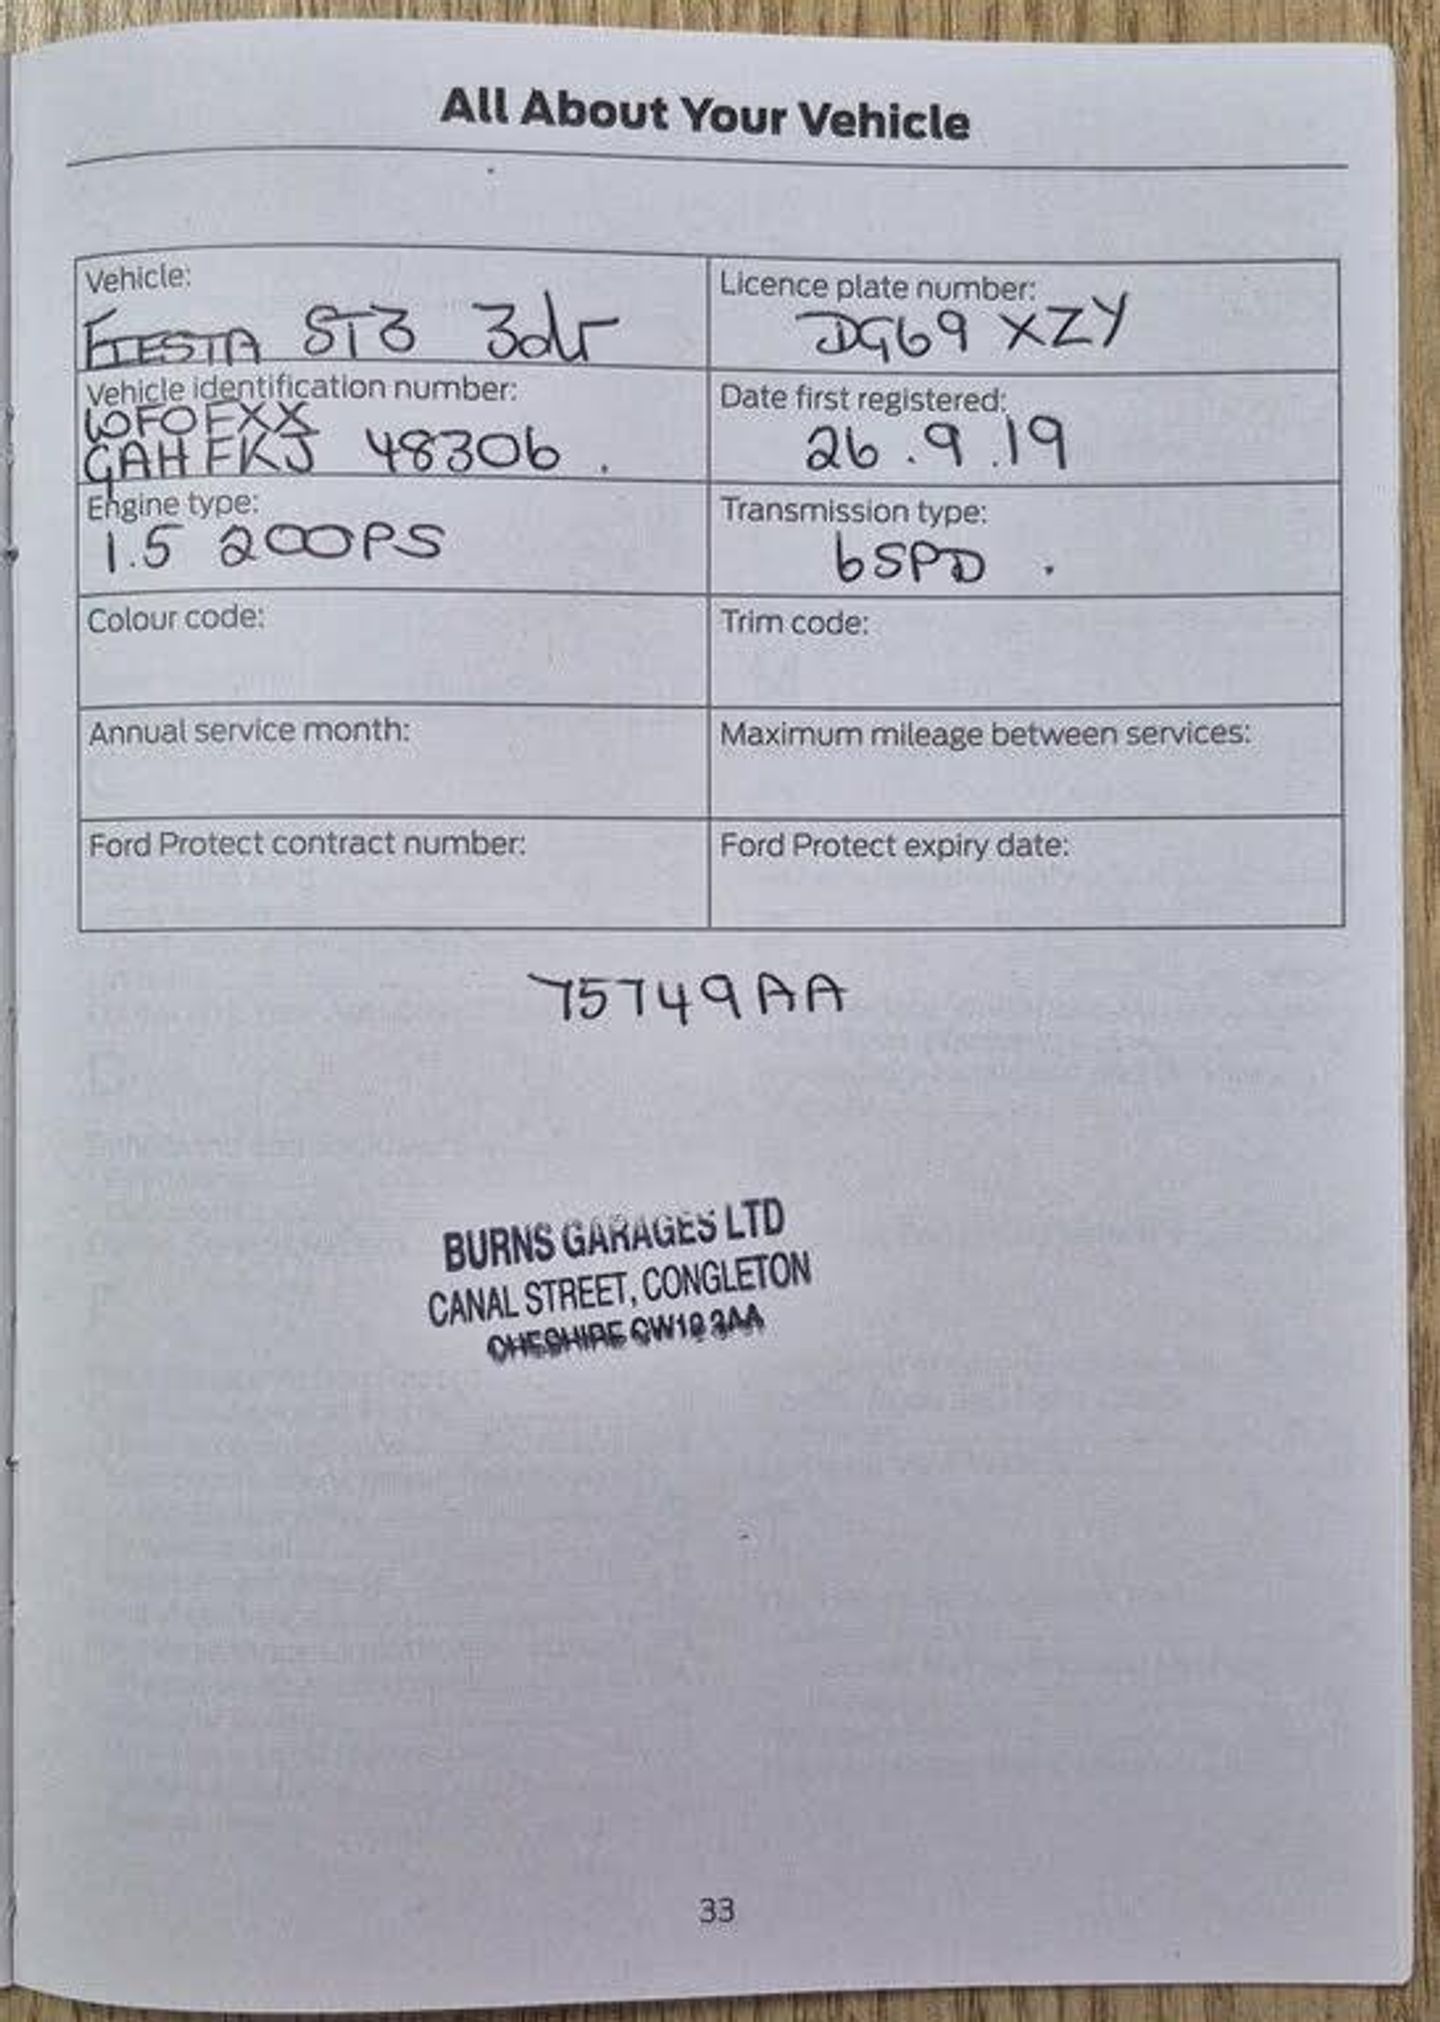 All About Your Vehicle
Vehicle:
FIESTA ST3 3dr
Licence plate number:
DG69 XZY
Vehicle identification number:
WF0EXX
GAHEKJ 48306 .
Date first registered:
26.9.19
Engine type:
1.5 200PS
Transmission type:
6SPD .
Colour code:
Trim code:
Annual service month:
Maximum mileage between services:
Ford Protect contract number:
Ford Protect expiry date:
75749AA
BURNS GARAGES LTD
CANAL STREET, CONGLETON
CHESHIRE CW12 3AA
33